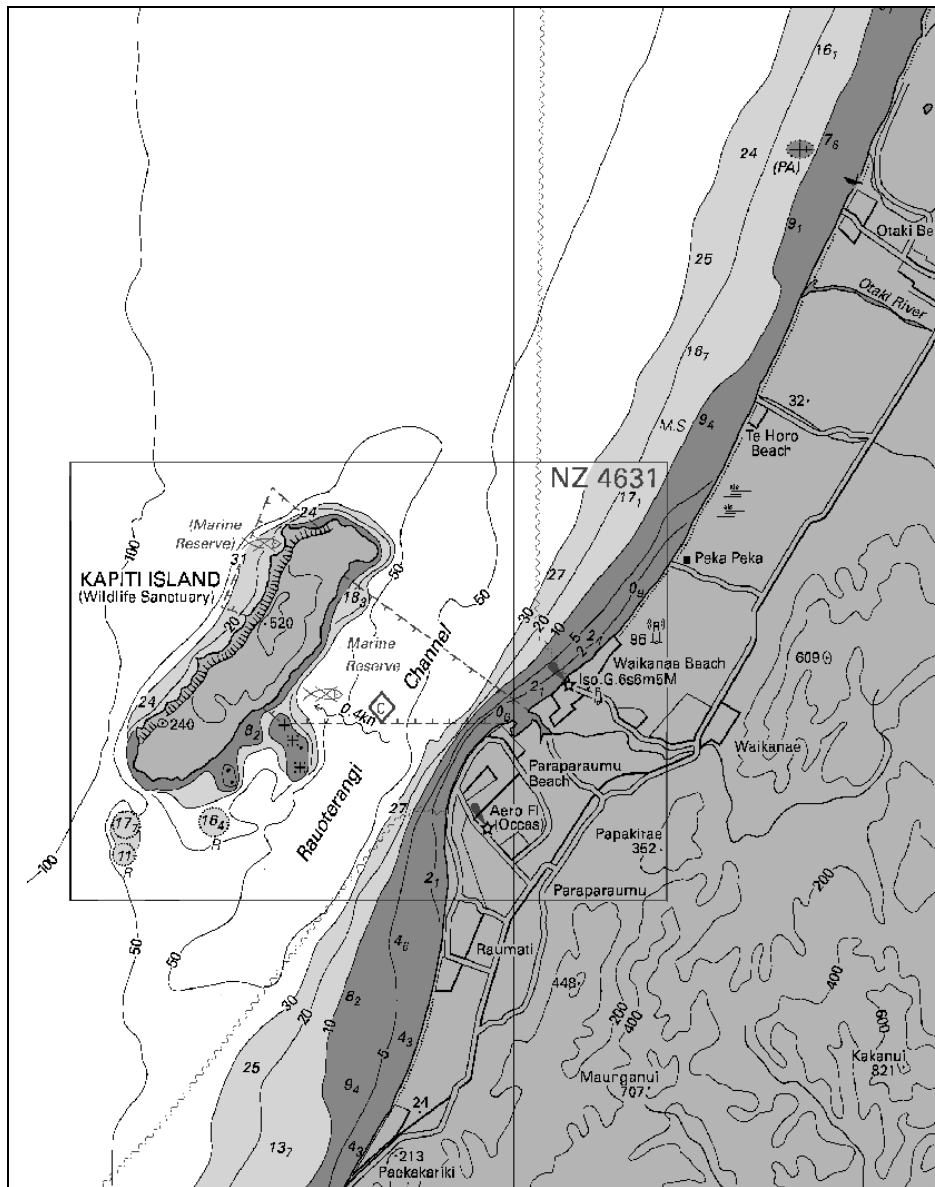 16₁
24
7₆
(PA)
9₁
Otaki Be
25
Otaki River
16₇
32
9₄
M.S
Te Horo
Beach
NZ 4631
17₁
24
(Marine
Reserve)
100
31
50
Peka Peka
KAPITI ISLAND
(Wildlife Sanctuary)
18₃
50
27
0₉
20
520
30
20
10
5
2₁
96
(R)
Marine
Reserve
Channel
Waikanae Beach
Iso.G.6s6m5M
609
24
2₁
0.4kn
C
0₆
240
8₂
Waikanae
Paraparaumu
Beach
Rauoterangi
27
Aero Fl
(Occas)
17₇
16₄
R
11
R
Papakirae
352
100
2₁
Paraparaumu
200
50
50
4₆
Raumati
448
400
30
20
10
8₂
200
400
600
5
4₃
Kakanui
821
25
Maunganui
707
9₄
24
13₇
4₃
213
Paekakariki